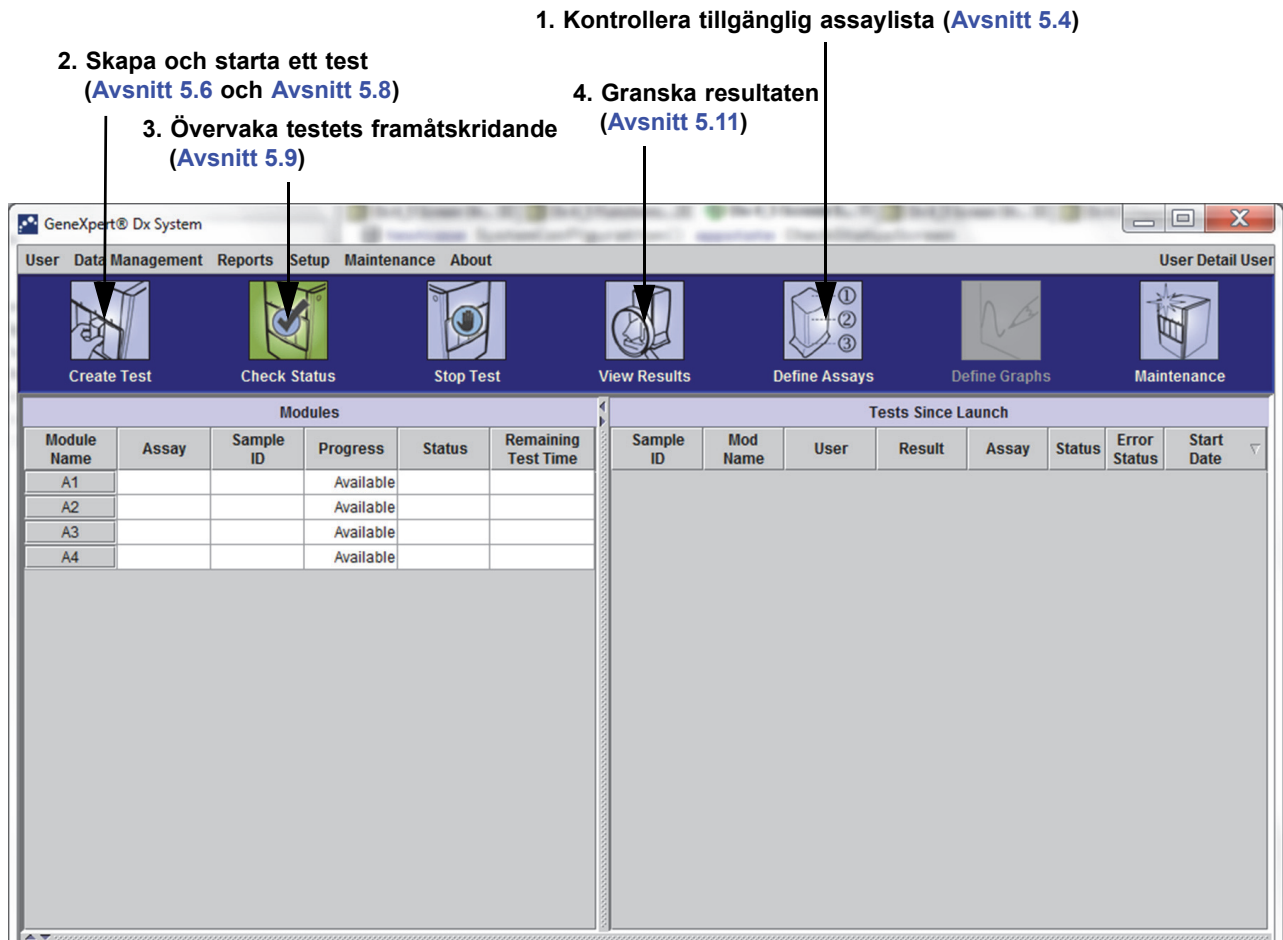 1. Kontrollera tillgänglig assaylista (Avsnitt 5.4)
2. Skapa och starta ett test
(Avsnitt 5.6 och Avsnitt 5.8)
4. Granska resultaten
(Avsnitt 5.11)
3. Övervaka testets framåtskridande
(Avsnitt 5.9)
GeneXpert® Dx System
User Data Management Reports Setup Maintenance About User Detail User
① ② ③
Create Test Check Status Stop Test View Results Define Assays Define Graphs Maintenance
Modules Tests Since Launch
Module Name Assay Sample ID Progress Status Remaining Test Time Sample ID Mod Name User Result Assay Status Error Status Start Date
A1 Available
A2 Available
A3 Available
A4 Available